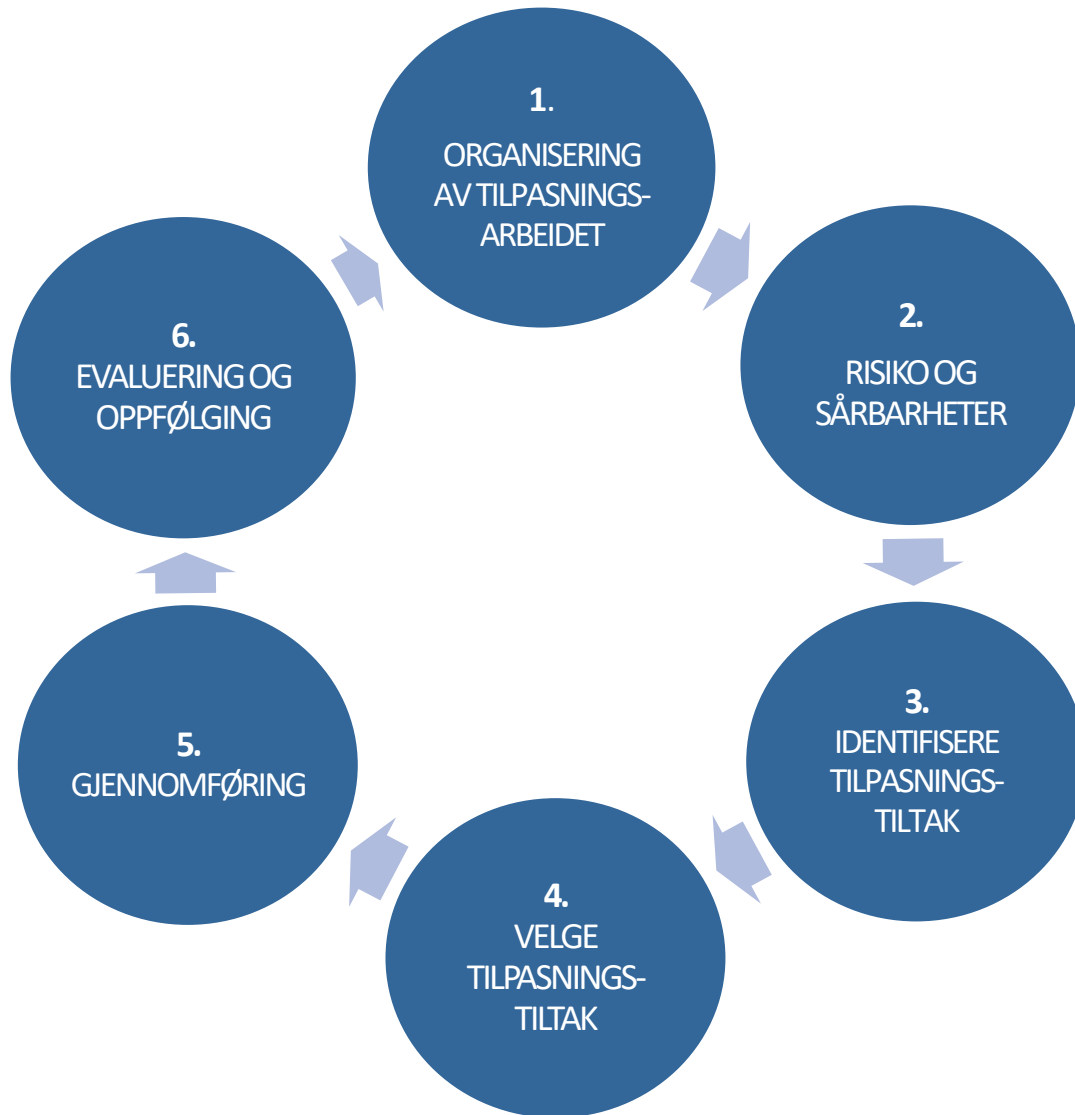 1.
ORGANISERING
AV TILPASNINGS-
ARBEIDET
2.
RISIKO OG
SÅRBARHETER
3.
IDENTIFISERE
TILPASNINGS-
TILTAK
4.
VELGE
TILPASNINGS-
TILTAK
5.
GJENNOMFØRING
6.
EVALUERING OG
OPPFØLGING